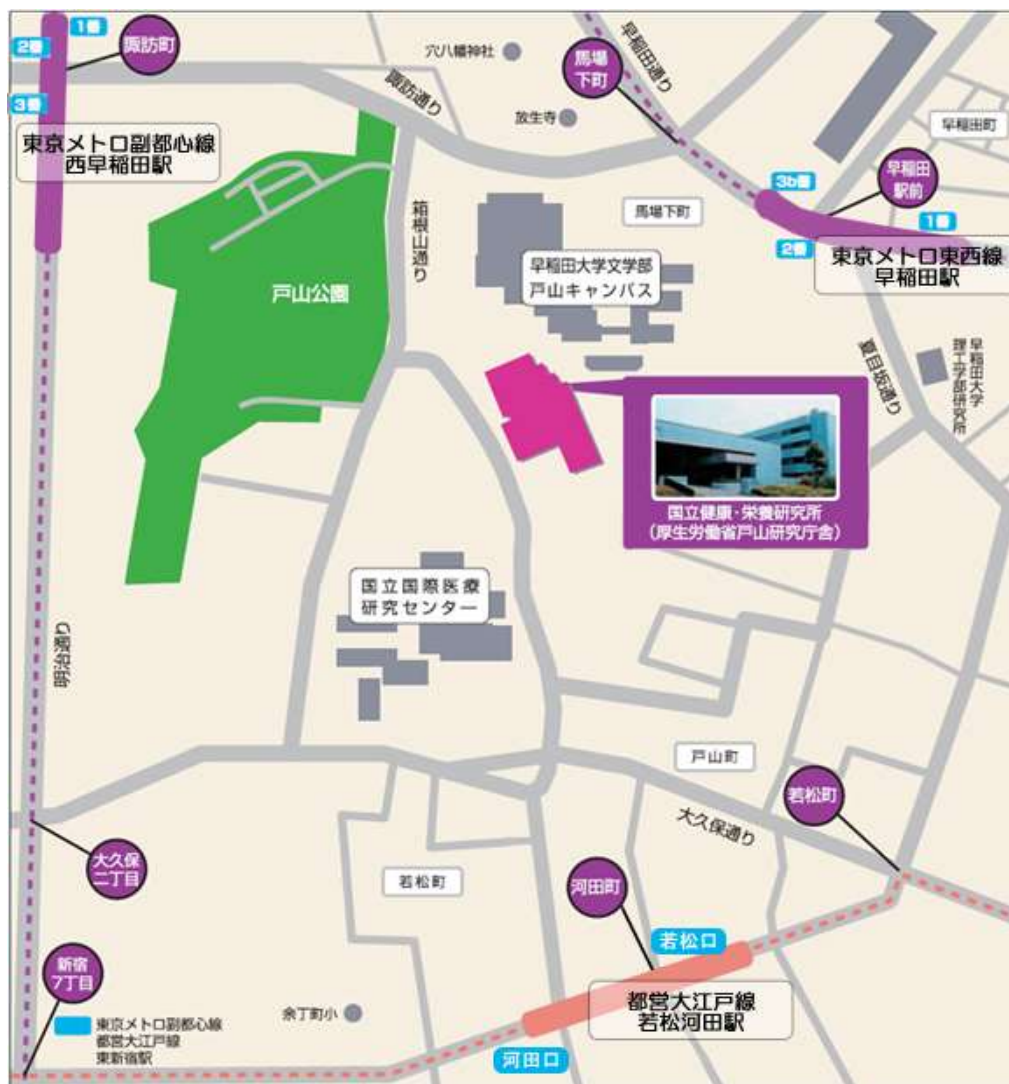 1番
2番
諏訪町
3番
東京メトロ副都心線
西早稲田駅
穴八幡神社
諏訪通り
放生寺
馬場
下町
早稲田通り
早稲田町
早稲田
駅前
3b番
1番
2番
東京メトロ東西線
早稲田駅
馬場下町
箱根山通り
早稲田大学文学部
戸山キャンパス
戸山公園
夏目坂通り
早稲田大学
理工学部研究所
国立健康・栄養研究所
（厚生労働省戸山研究庁舎）
国立国際医療
研究センター
明治通り
戸山町
若松町
大久保通り
大久保
二丁目
若松町
河田町
若松口
新宿
7丁目
余丁町小
都営大江戸線
若松河田駅
河田口
東京メトロ副都心線
都営大江戸線
東新宿駅